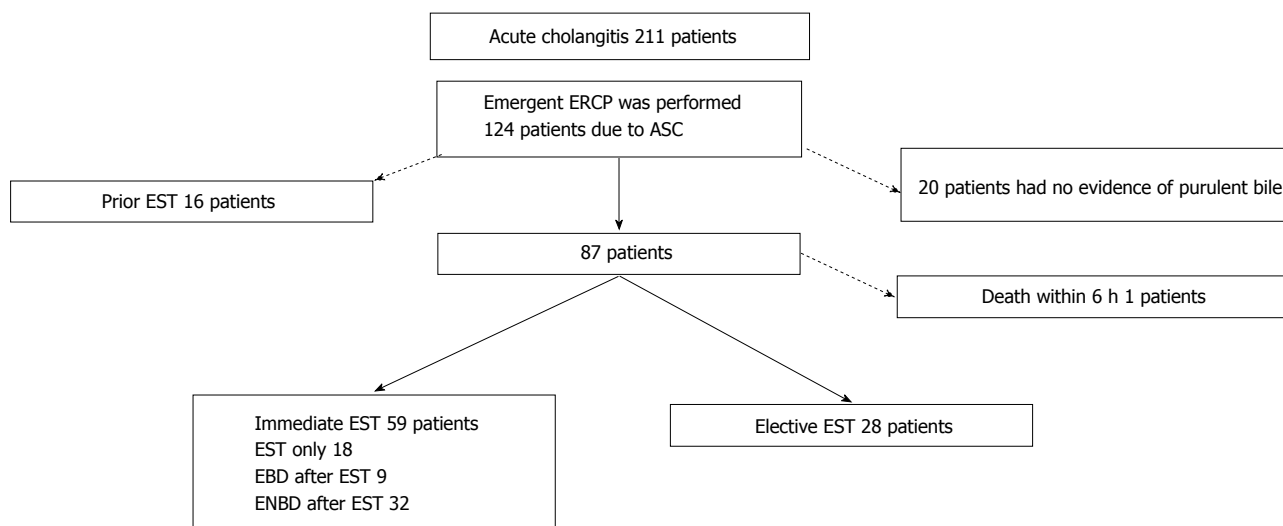 Acute cholangitis 211 patients
Emergent ERCP was performed
124 patients due to ASC
Prior EST 16 patients
20 patients had no evidence of purulent bile
87 patients
Death within 6 h 1 patients
Immediate EST 59 patients
EST only 18
EBD after EST 9
ENBD after EST 32
Elective EST 28 patients